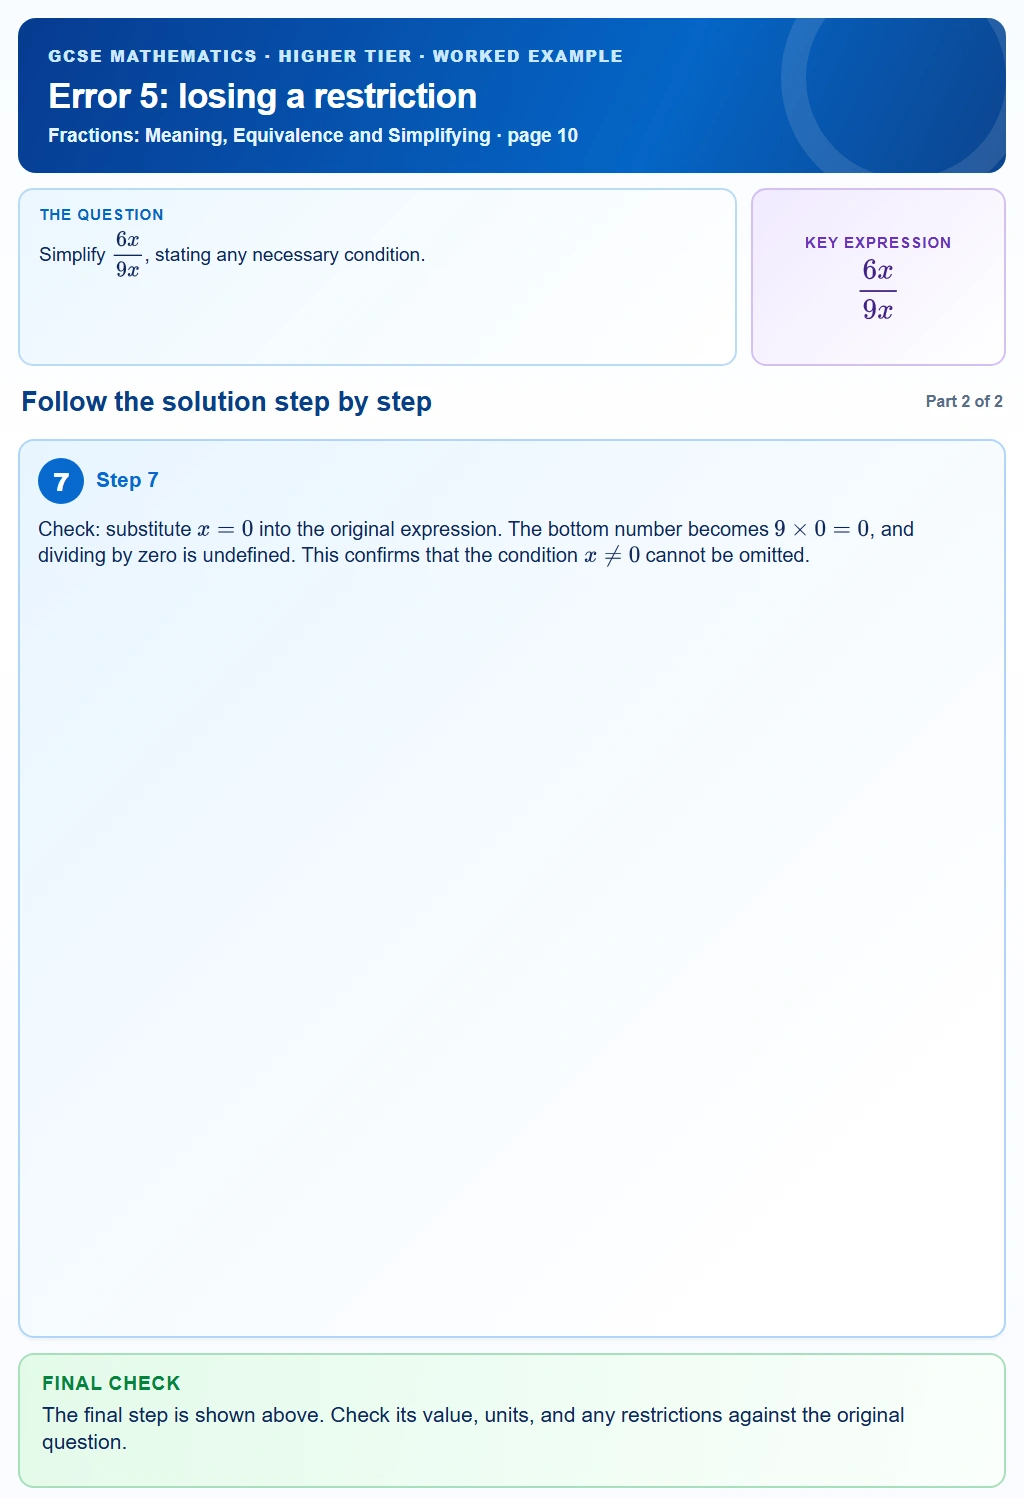 GCSE MATHEMATICS · HIGHER TIER · WORKED EXAMPLE
Error 5: losing a restriction
Fractions: Meaning, Equivalence and Simplifying · page 10
THE QUESTION
Simplify 6x/9x, stating any necessary condition.
KEY EXPRESSION
6x/9x
Follow the solution step by step
Part 2 of 2
7 Step 7
Check: substitute x = 0 into the original expression. The bottom number becomes 9 × 0 = 0, and
dividing by zero is undefined. This confirms that the condition x ≠ 0 cannot be omitted.
FINAL CHECK
The final step is shown above. Check its value, units, and any restrictions against the original
question.